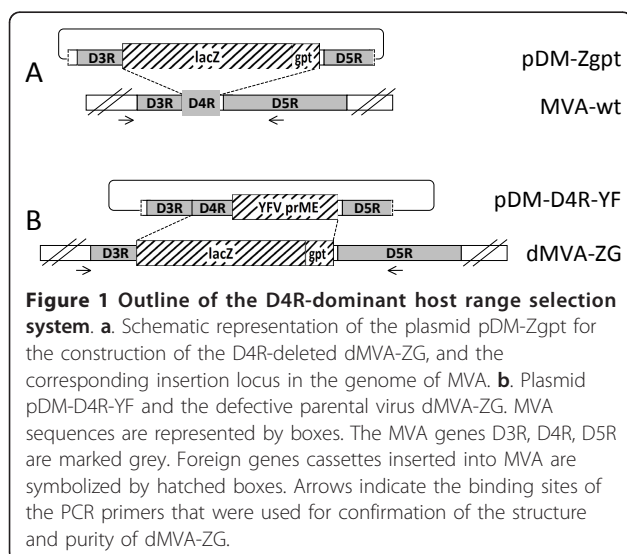 A
D3R lacZ gpt D5R pDM-Zgpt
D3R D4R D5R MVA-wt
B
D3R D4R YFV prME D5R pDM-D4R-YF
D3R lacZ gpt D5R dMVA-ZG
Figure 1 Outline of the D4R-dominant host range selection
system. a. Schematic representation of the plasmid pDM-Zgpt for
the construction of the D4R-deleted dMVA-ZG, and the
corresponding insertion locus in the genome of MVA. b. Plasmid
pDM-D4R-YF and the defective parental virus dMVA-ZG. MVA
sequences are represented by boxes. The MVA genes D3R, D4R, D5R
are marked grey. Foreign genes cassettes inserted into MVA are
symbolized by hatched boxes. Arrows indicate the binding sites of
the PCR primers that were used for confirmation of the structure
and purity of dMVA-ZG.